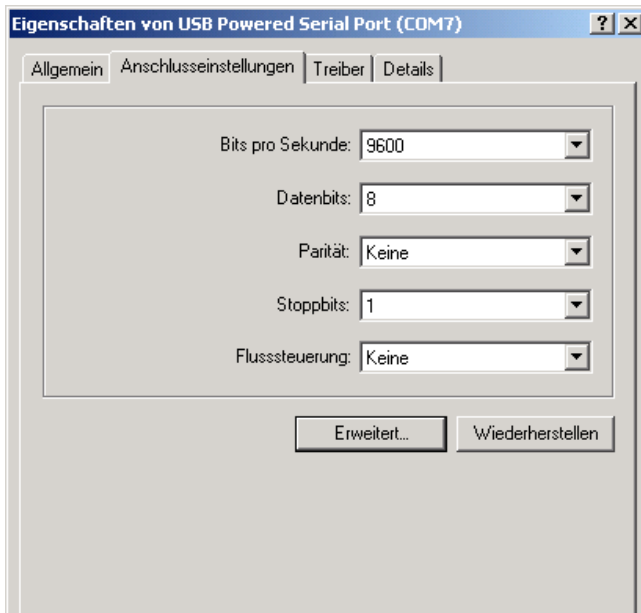 Eigenschaften von USB Powered Serial Port (COM7)
Allgemein Anschlusseinstellungen Treiber Details
Bits pro Sekunde: 9600
Datenbits: 8
Parität: Keine
Stoppbits: 1
Flusssteuerung: Keine
Erweitert... Wiederherstellen